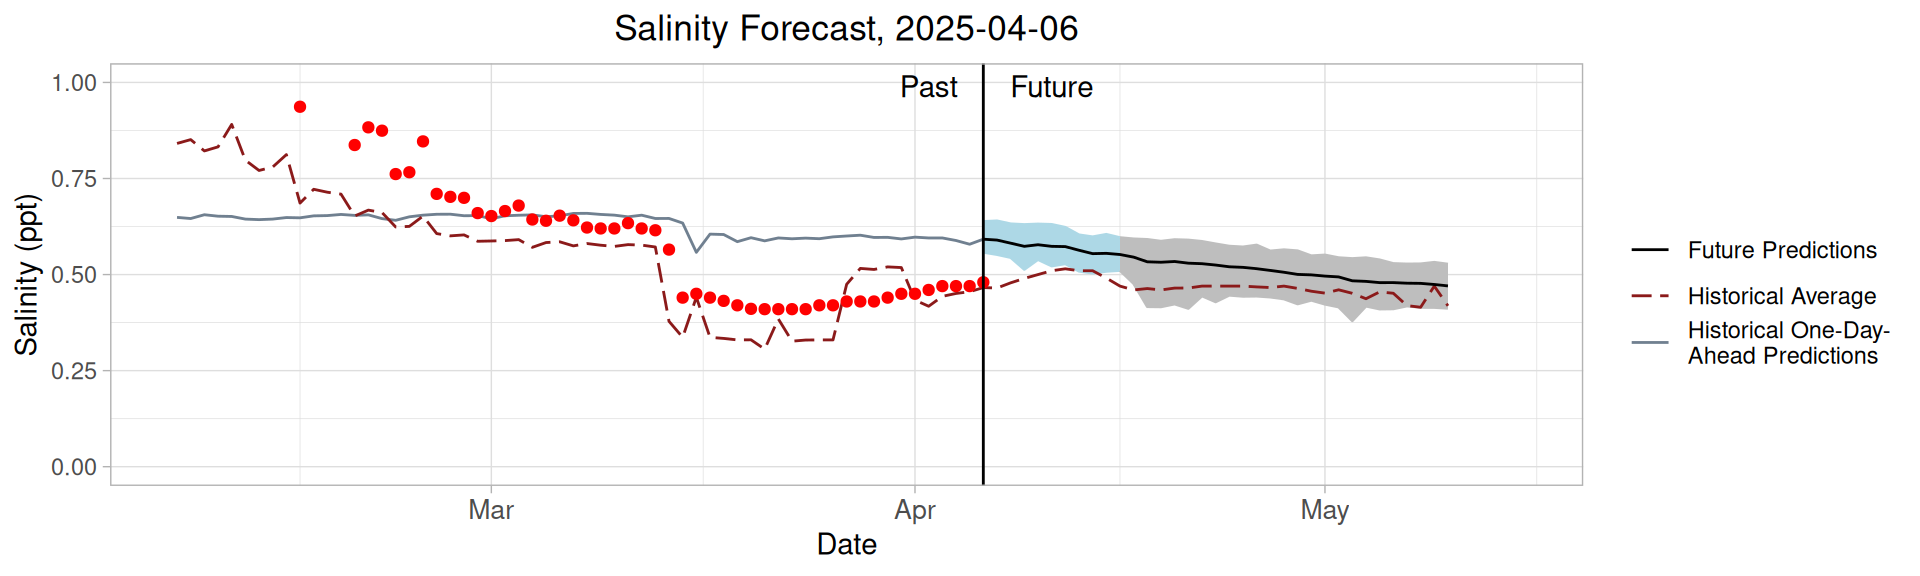 Salinity Forecast, 2025-04-06
Past
Future
1.00
0.75
0.50
0.25
0.00
Salinity (ppt)
Mar
Apr
May
Date
Future Predictions
Historical Average
Historical One-Day-
Ahead Predictions